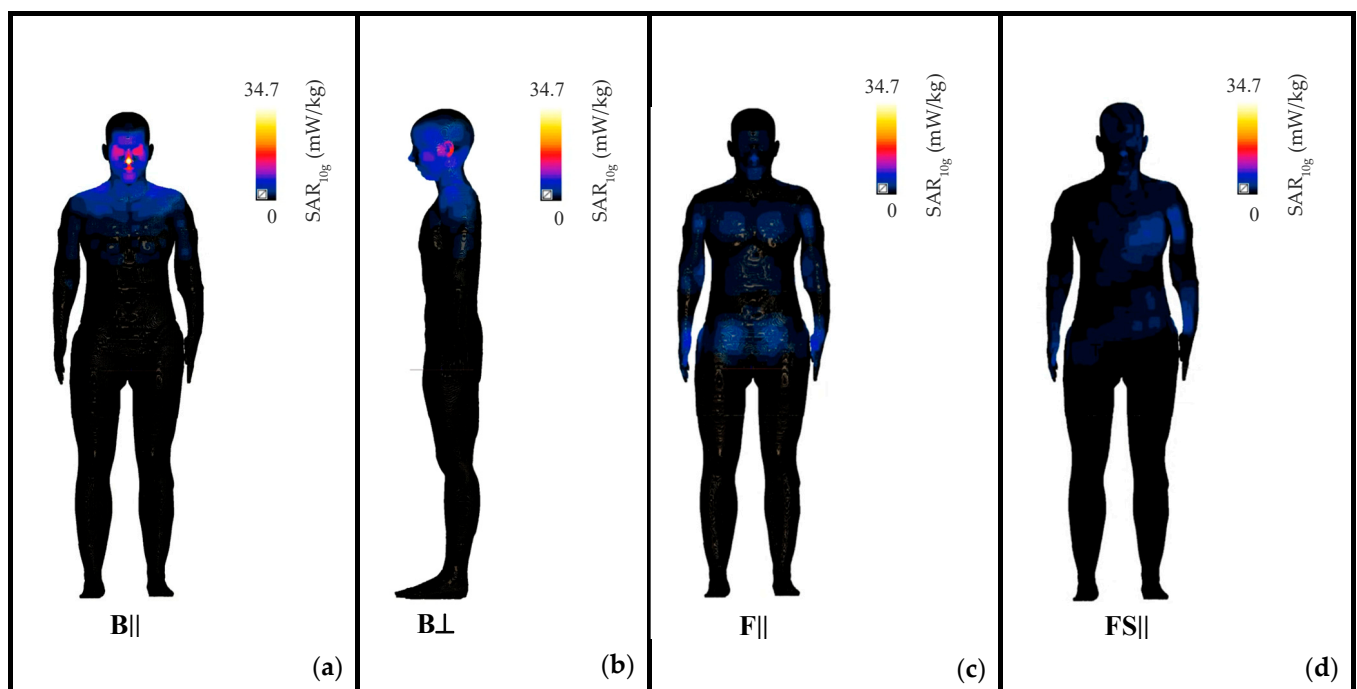 34.7
SAR10g (mW/kg)
0
B||
(a)
34.7
SAR10g (mW/kg)
0
B⊥
(b)
34.7
SAR10g (mW/kg)
0
F||
(c)
34.7
SAR10g (mW/kg)
0
FS||
(d)